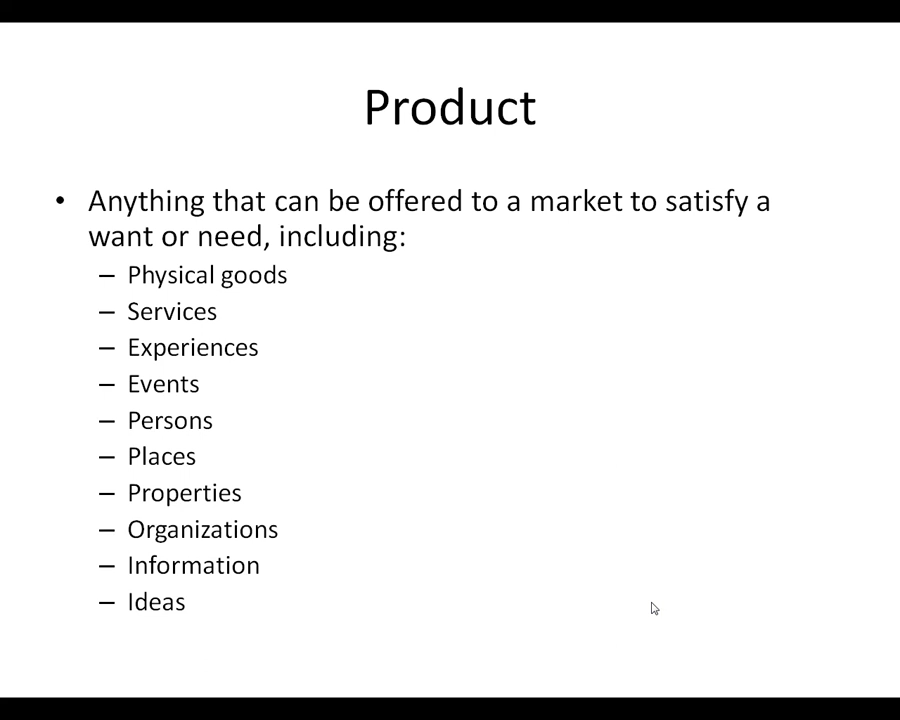 Product
• Anything that can be offered to a market to satisfy a
want or need, including:
– Physical goods
– Services
– Experiences
– Events
– Persons
– Places
– Properties
– Organizations
– Information
– Ideas